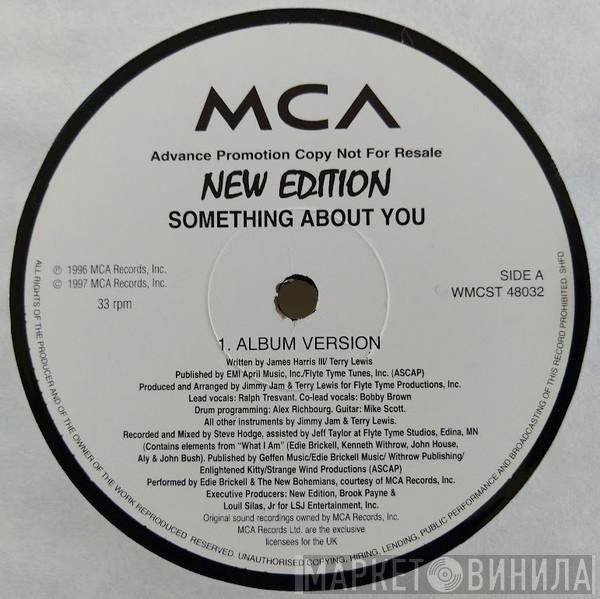 MCA
Advance Promotion Copy Not For Resale
NEW EDITION
SOMETHING ABOUT YOU
℗ 1996 MCA Records, Inc.
© 1997 MCA Records, Inc.
33 rpm
SIDE A
WMCST 48032
1. ALBUM VERSION
Written by James Harris III/ Terry Lewis
Published by EMI April Music, Inc/Flyte Tyme Tunes, Inc. (ASCAP)
Produced and Arranged by Jimmy Jam & Terry Lewis for Flyte Tyme Productions, Inc.
Lead vocals: Ralph Tresvant. Co-lead vocals: Bobby Brown
Drum programming: Alex Richbourg. Guitar: Mike Scott.
All other instruments by Jimmy Jam & Terry Lewis.
Recorded and Mixed by Steve Hodge, assisted by Jeff Taylor at Flyte Tyme Studios, Edina, MN
(Contains elements from “What I Am” (Edie Brickell, Kenneth Withrow, John House,
Aly & John Bush). Published by Geffen Music/Edie Brickell Music/ Withrow Publishing/
Enlightened Kitty/Strange Wind Productions (ASCAP)
Performed by Edie Brickell & The New Bohemians, courtesy of MCA Records, Inc.
Executive Producers: New Edition, Brook Payne &
Louil Silas, Jr for LSJ Entertainment, Inc.
Original sound recordings owned by MCA Records, Inc.
MCA Records Ltd. are the exclusive
licensees for the UK
ALL RIGHTS OF THE PRODUCER AND OF THE OWNER OF THE WORK REPRODUCED RESERVED. UNAUTHORISED COPYING, HIRING, LENDING, PUBLIC PERFORMANCE AND BROADCASTING OF THIS RECORD PROHIBITED. SHFD
МАРКЕТ ВИНИЛА